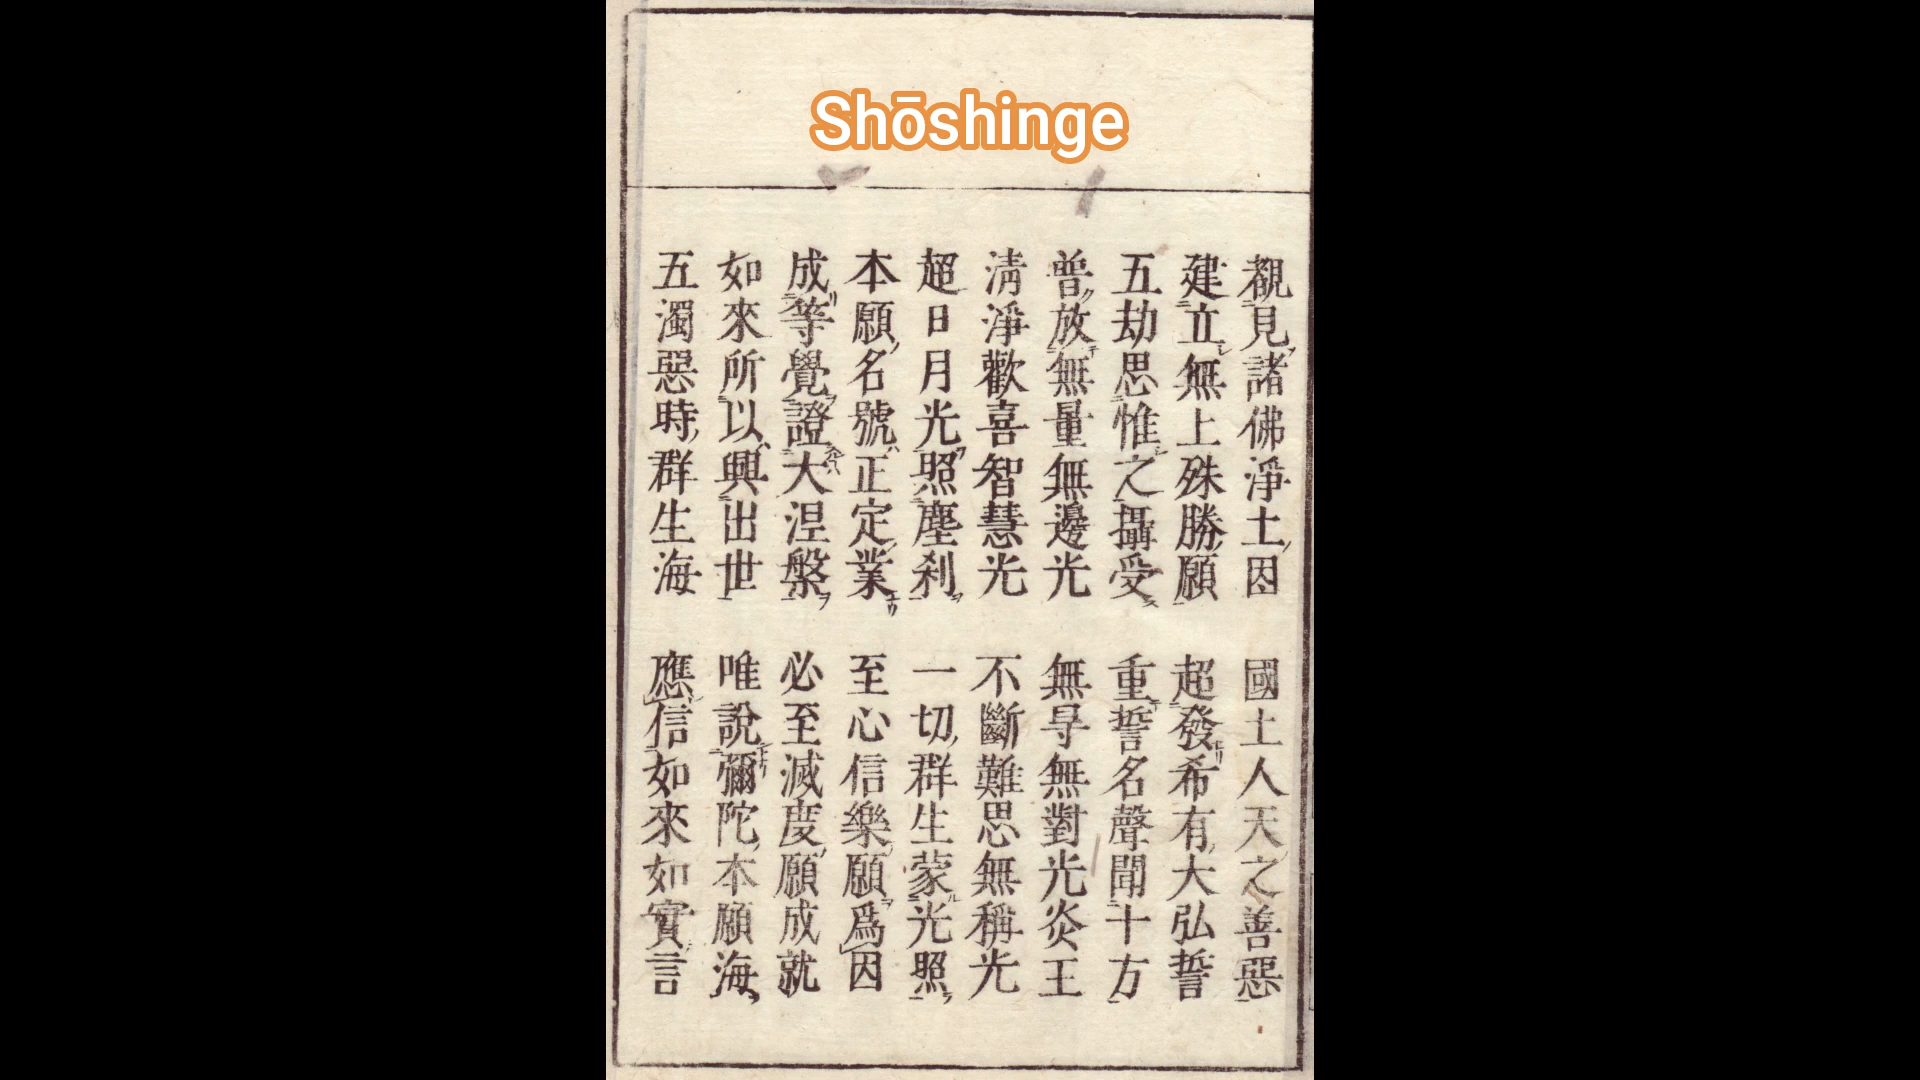 Shōshinge
覩見諸佛淨土因 國土人天之善惡
建立無上殊勝願 超發希有大弘誓
五劫思惟之攝受 重誓名聲聞十方
普放無量無邊光 無㝵無對光炎王
淸淨歡喜智慧光 不斷難思無稱光
超日月光照塵刹 一切群生蒙光照
本願名號正定業 至心信樂願爲因
成等覺證大涅槃 必至滅度願成就
如來所以興出世 唯說彌陀本願海
五濁惡時群生海 應信如來如實言